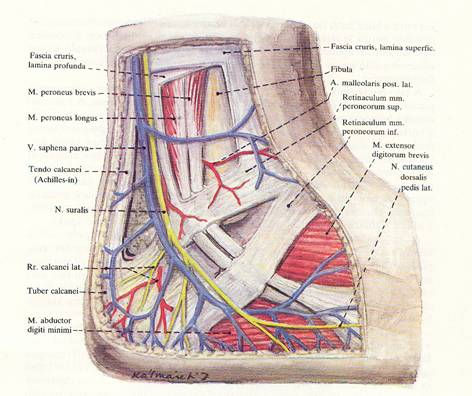 Fascia cruris,
lamina profunda
M. peroneus brevis
M. peroneus longus
V. saphena parva
Tendo calcanei
(Achilles-in)
N. suralis
Rr. calcanei lat.
Tuber calcanei
M. abductor
digiti minimi
Fascia cruris, lamina superfic.
Fibula
A. malleolaris post. lat.
Retinaculum mm.
peroneorum sup.
Retinaculum mm.
peroneorum inf.
M. extensor
digitorum brevis
N. cutaneus
dorsalis
pedis lat.